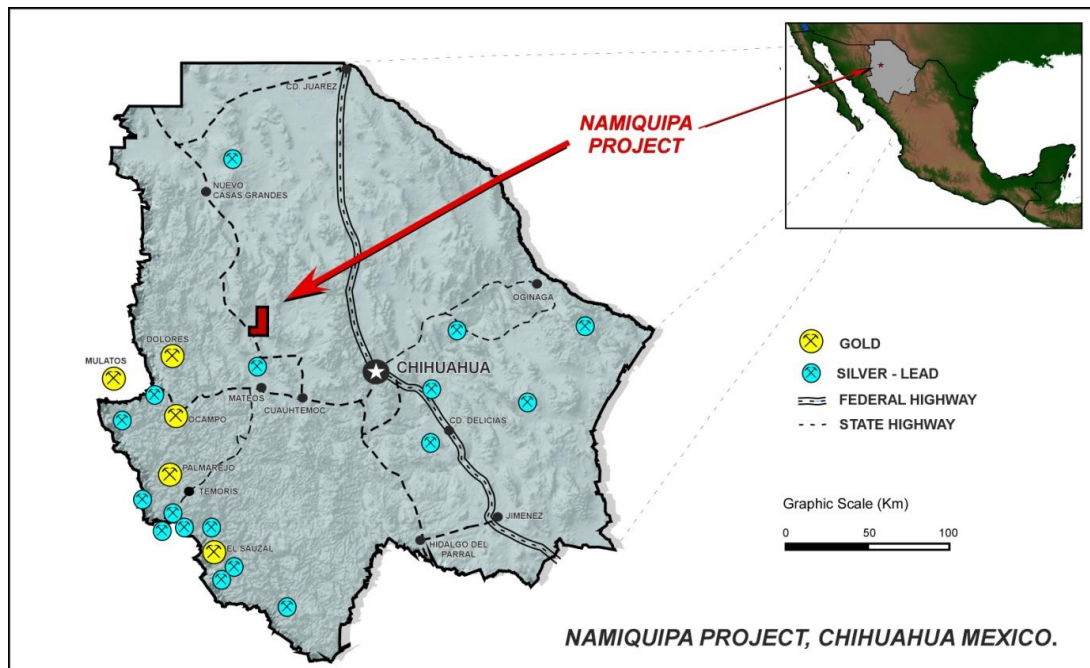 CD. JUAREZ
NAMIQUIPA
PROJECT
NUEVO
CASAS GRANDES
OGINAGA
DOLORES
MULATOS
CHIHUAHUA
MATEOS
CUAUHTEMOC
OCAMPO
CD. DELICIAS
PALMAREJO
TEMORIS
JIMENEZ
HIDALGO DEL
PARRAL
EL SAUZAL
GOLD
SILVER - LEAD
FEDERAL HIGHWAY
STATE HIGHWAY
Graphic Scale (Km)
0 50 100
NAMIQUIPA PROJECT, CHIHUAHUA MEXICO.